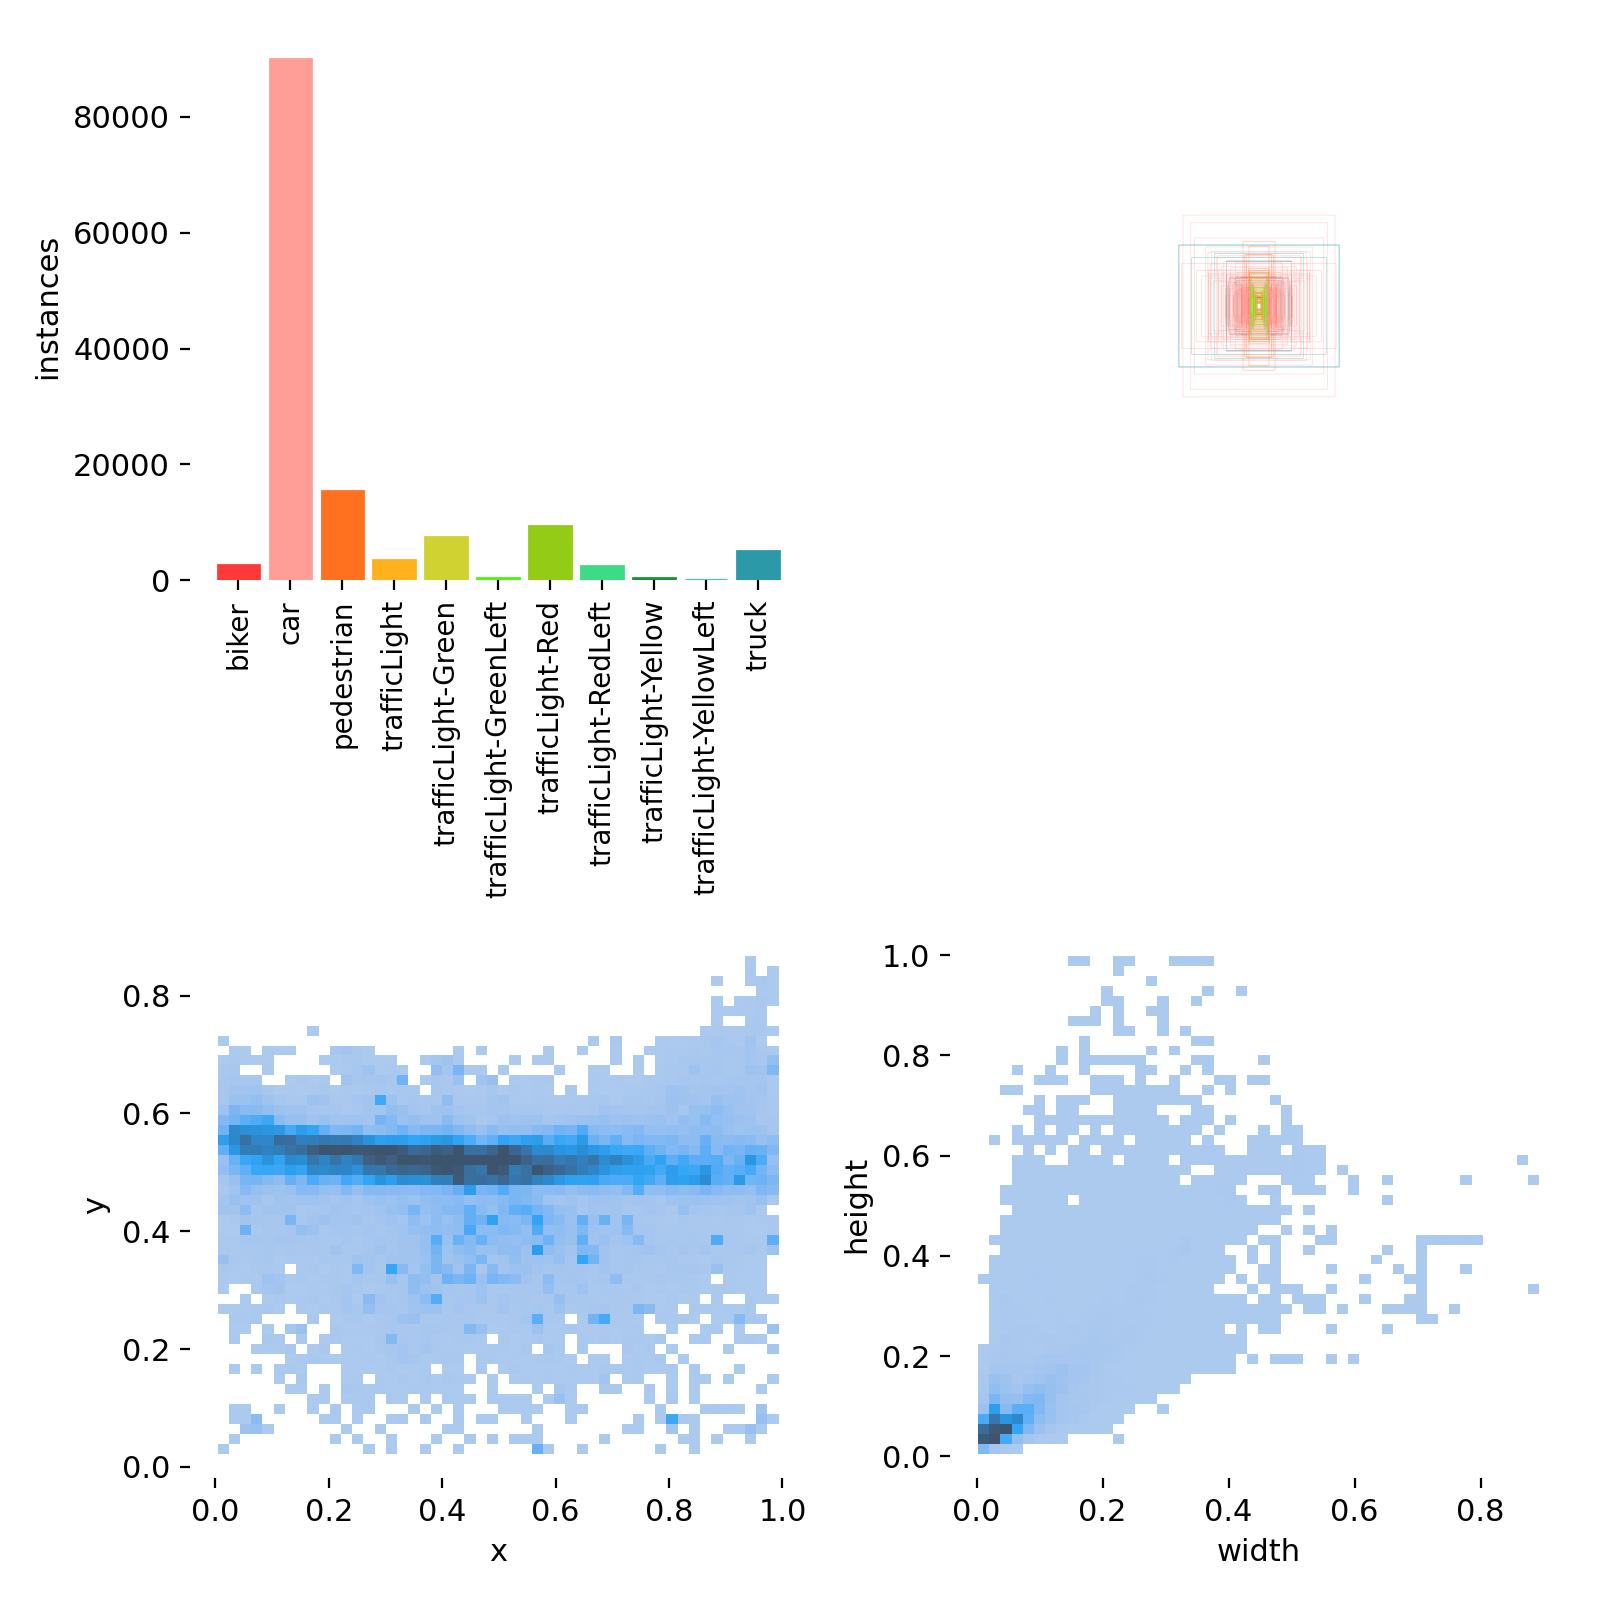 instances
80000
60000
40000
20000
0
biker
car
pedestrian
trafficLight
trafficLight-Green
trafficLight-GreenLeft
trafficLight-Red
trafficLight-RedLeft
trafficLight-Yellow
trafficLight-YellowLeft
truck
y
0.8
0.6
0.4
0.2
0.0
0.0 0.2 0.4 0.6 0.8 1.0
x
height
1.0
0.8
0.6
0.4
0.2
0.0
0.0 0.2 0.4 0.6 0.8
width